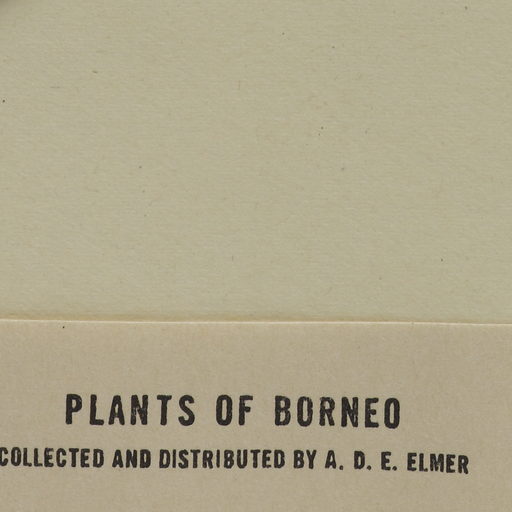 PLANTS OF BORNEO
COLLECTED AND DISTRIBUTED BY A. D. E. ELMER